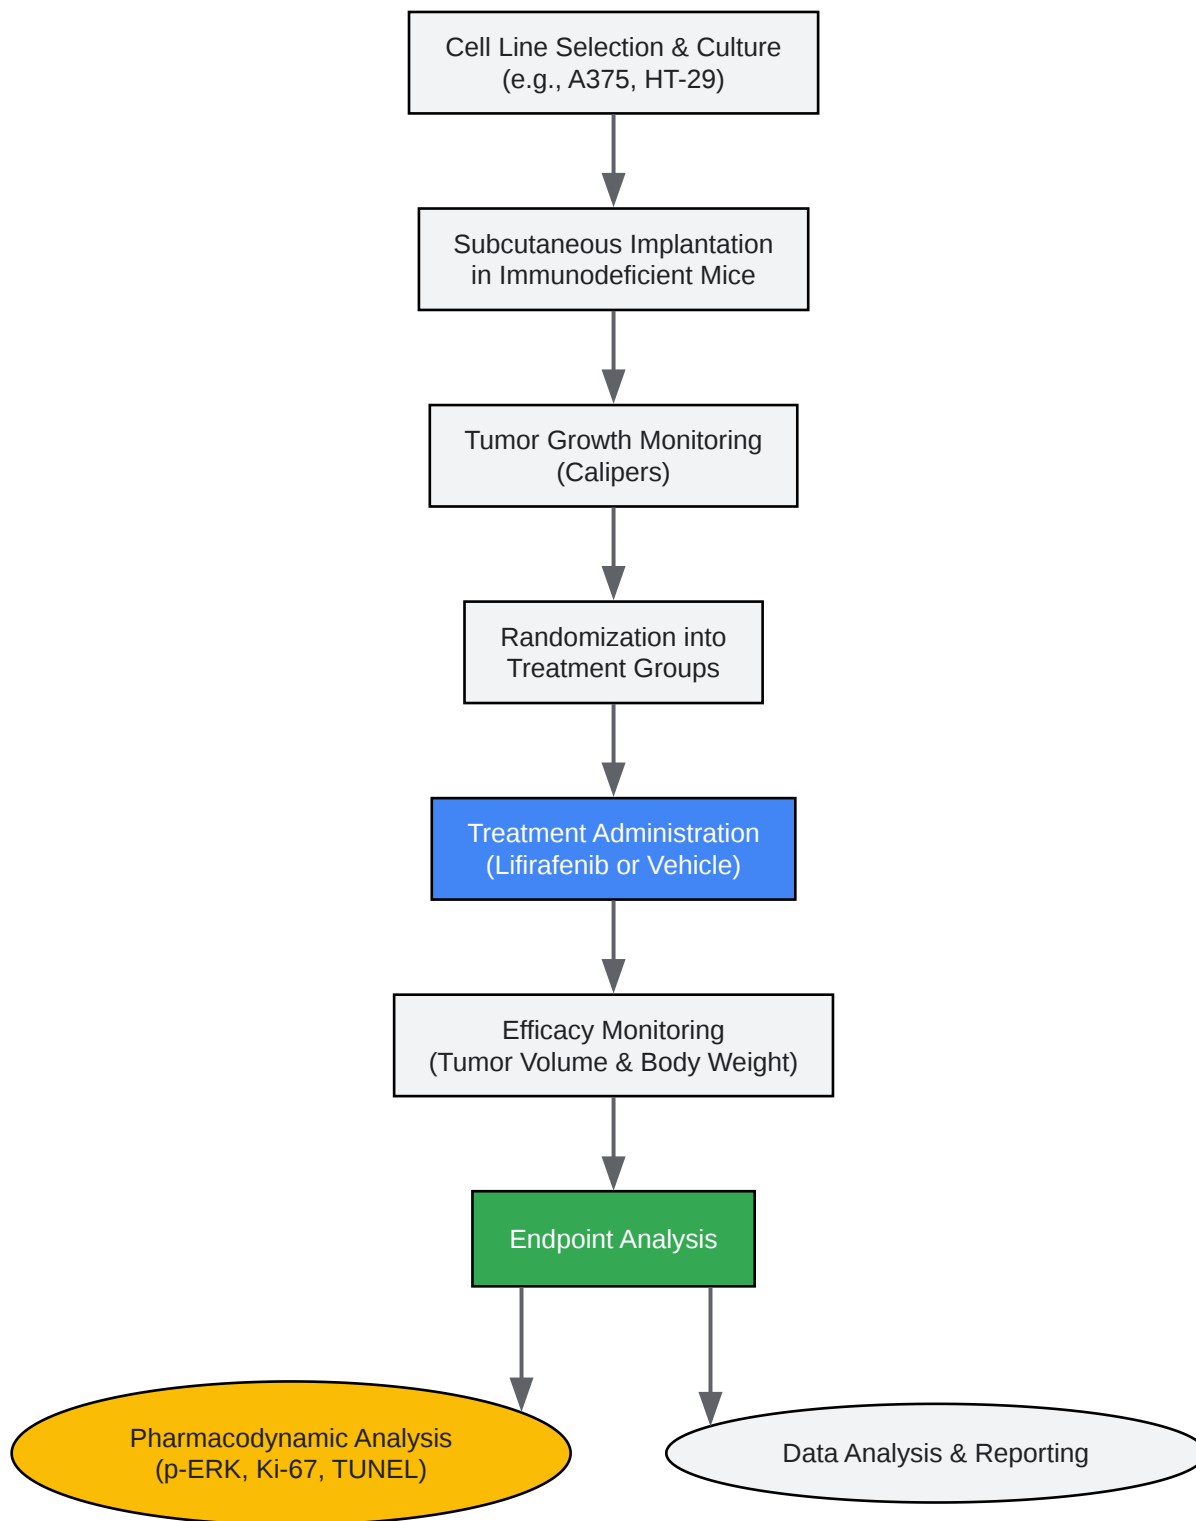 Cell Line Selection & Culture
(e.g., A375, HT-29)
Subcutaneous Implantation
in Immunodeficient Mice
Tumor Growth Monitoring
(Calipers)
Randomization into
Treatment Groups
Treatment Administration
(Lifirafenib or Vehicle)
Efficacy Monitoring
(Tumor Volume & Body Weight)
Endpoint Analysis
Pharmacodynamic Analysis
(p-ERK, Ki-67, TUNEL)
Data Analysis & Reporting